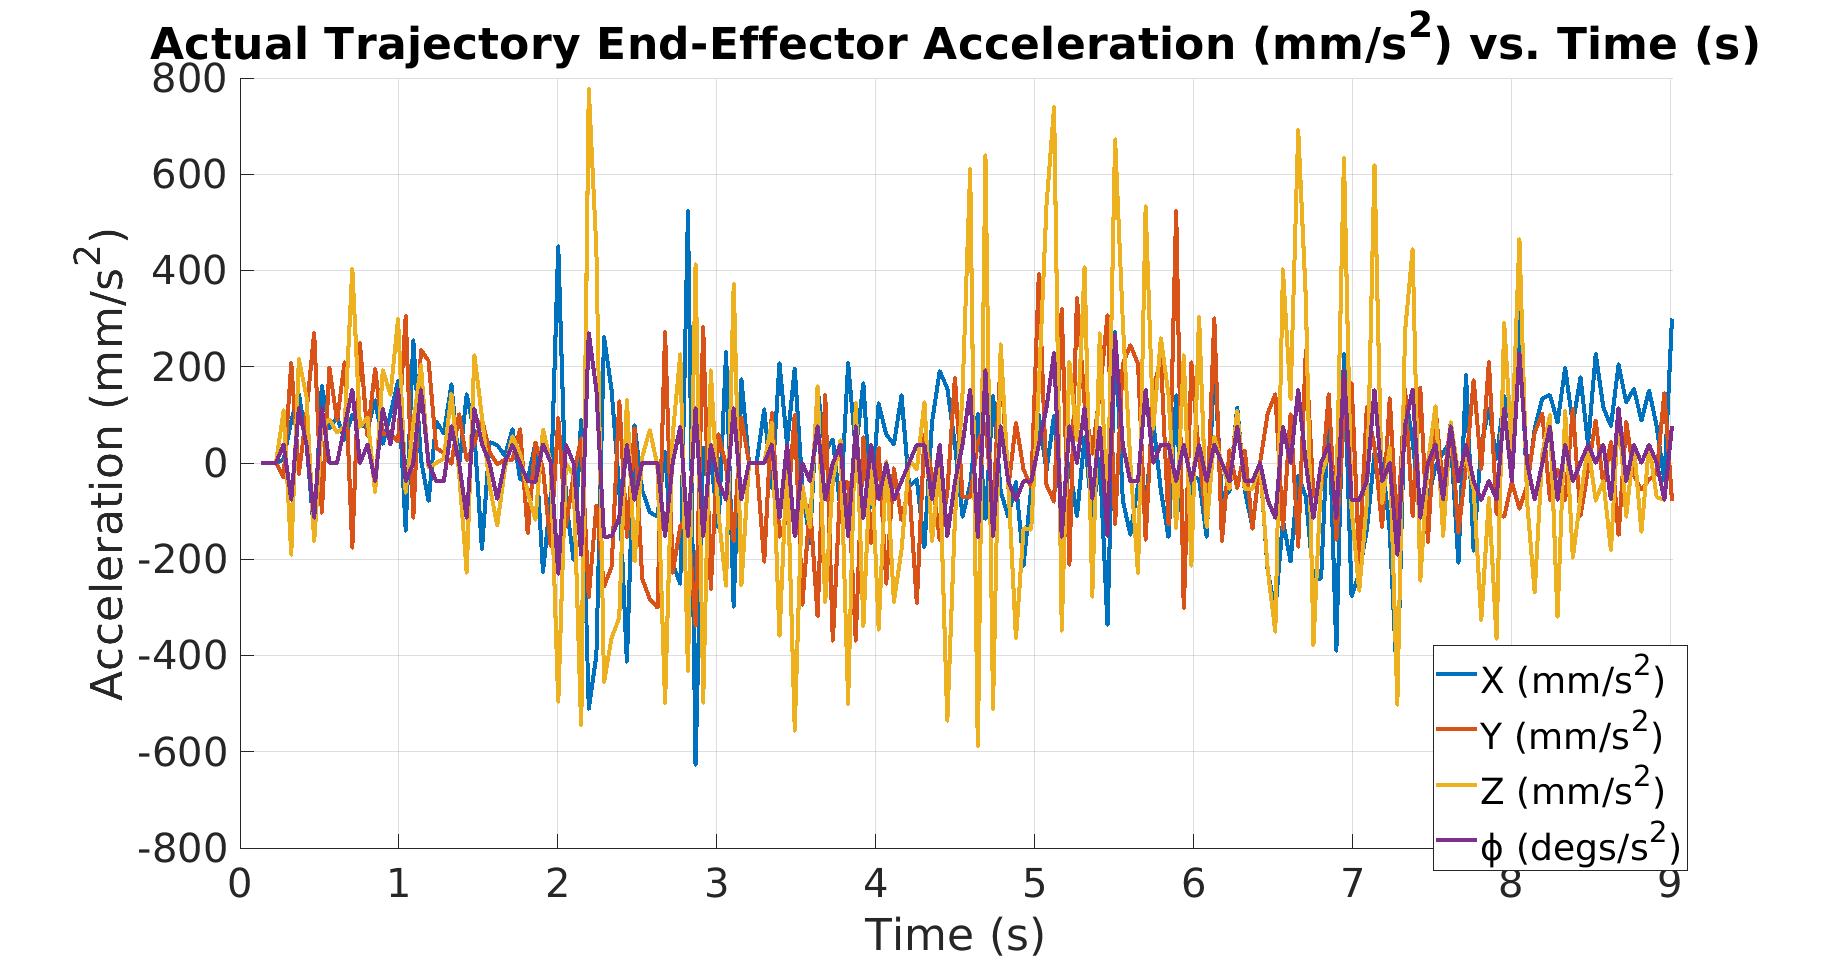 Actual Trajectory End-Effector Acceleration (mm/s²) vs. Time (s)
800
600
400
200
0
-200
-400
-600
-800
Acceleration (mm/s²)
0 1 2 3 4 5 6 7 8 9
Time (s)
X (mm/s²)
Y (mm/s²)
Z (mm/s²)
ϕ (degs/s²)